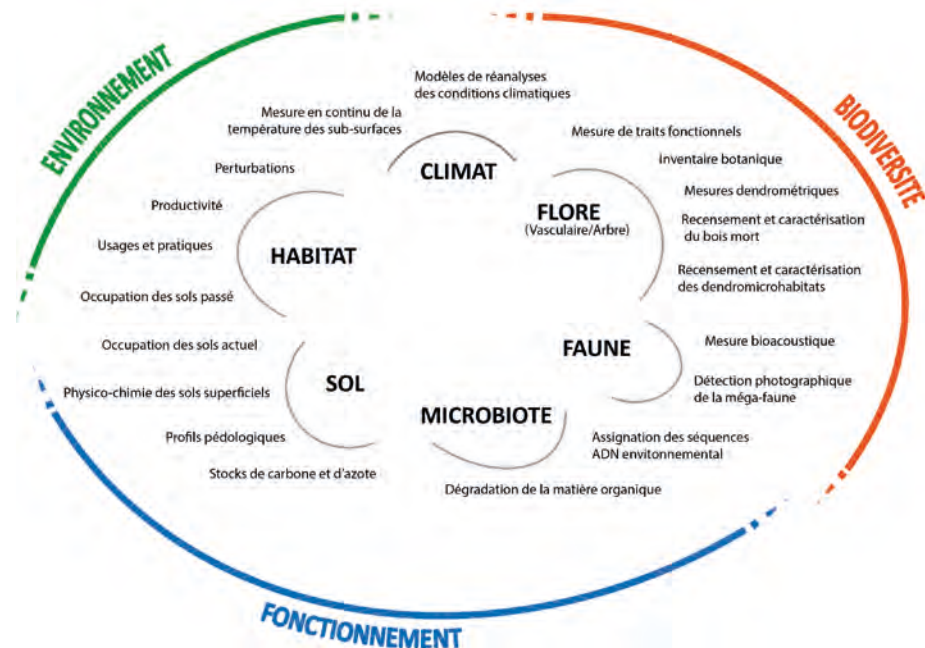 ENVIRONNEMENT
BIODIVERSITE
Modèles de réanalyses
des conditions climatiques
Mesure en continu de la
température des sub-surfaces
CLIMAT
Perturbations
Productivité
Usages et pratiques
Occupation des sols passé
HABITAT
Mesure de traits fonctionnels
Inventaire botanique
Mesures dendrométriques
Recensement et caractérisation
du bois mort
Recensement et caractérisation
des dendromicrohabitats
FLORE
(Vasculaire/Arbre)
FAUNE
Mesure bioacoustique
Détection photographique
de la méga-faune
Occupation des sols actuel
Physico-chimie des sols superficiels
Profils pédologiques
Stocks de carbone et d'azote
SOL
MICROBIOTE
Assignation des séquences
ADN envitonnemental
Dégradation de la matière organique
FONCTIONNEMENT